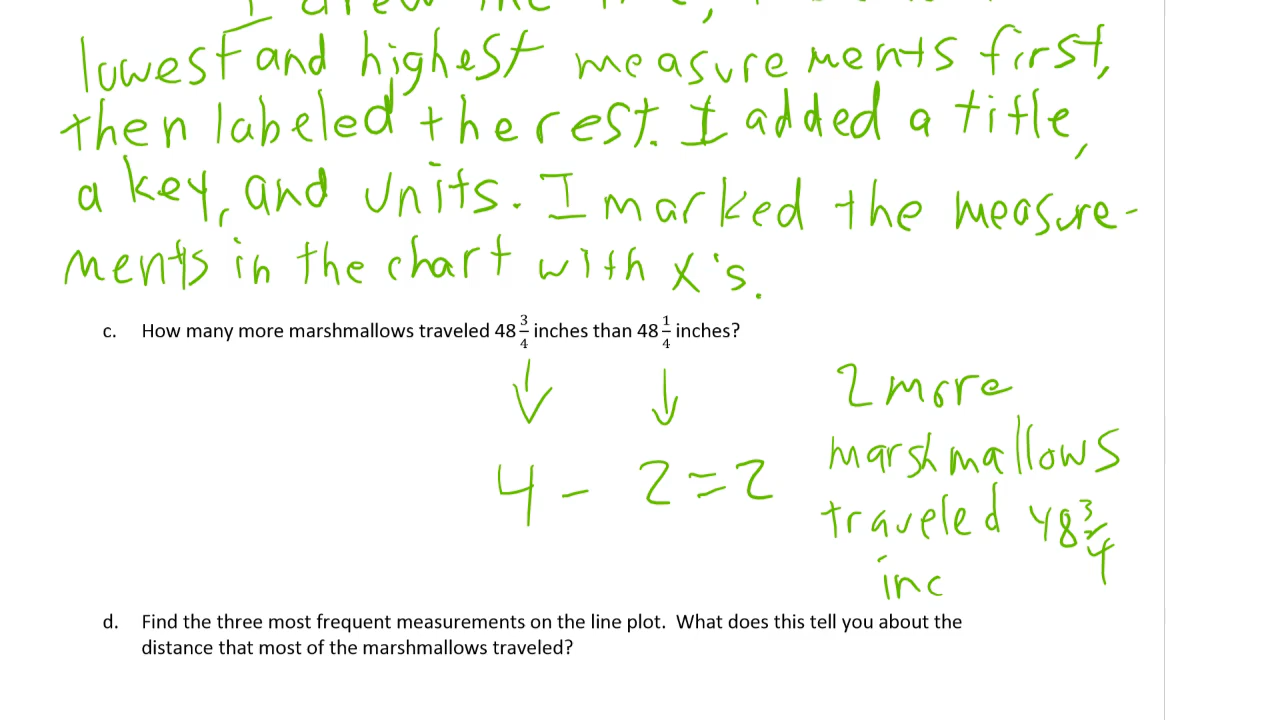 I drew the
lowest and highest measurements first,
then labeled the rest. I added a title,
a key, and units. I marked the measure-
ments in the chart with X's.
c. How many more marshmallows traveled 48 3/4 inches than 48 1/4 inches?
4 - 2 = 2
2 more
marshmallows
traveled 48 3/4
inc
d. Find the three most frequent measurements on the line plot. What does this tell you about the
distance that most of the marshmallows traveled?